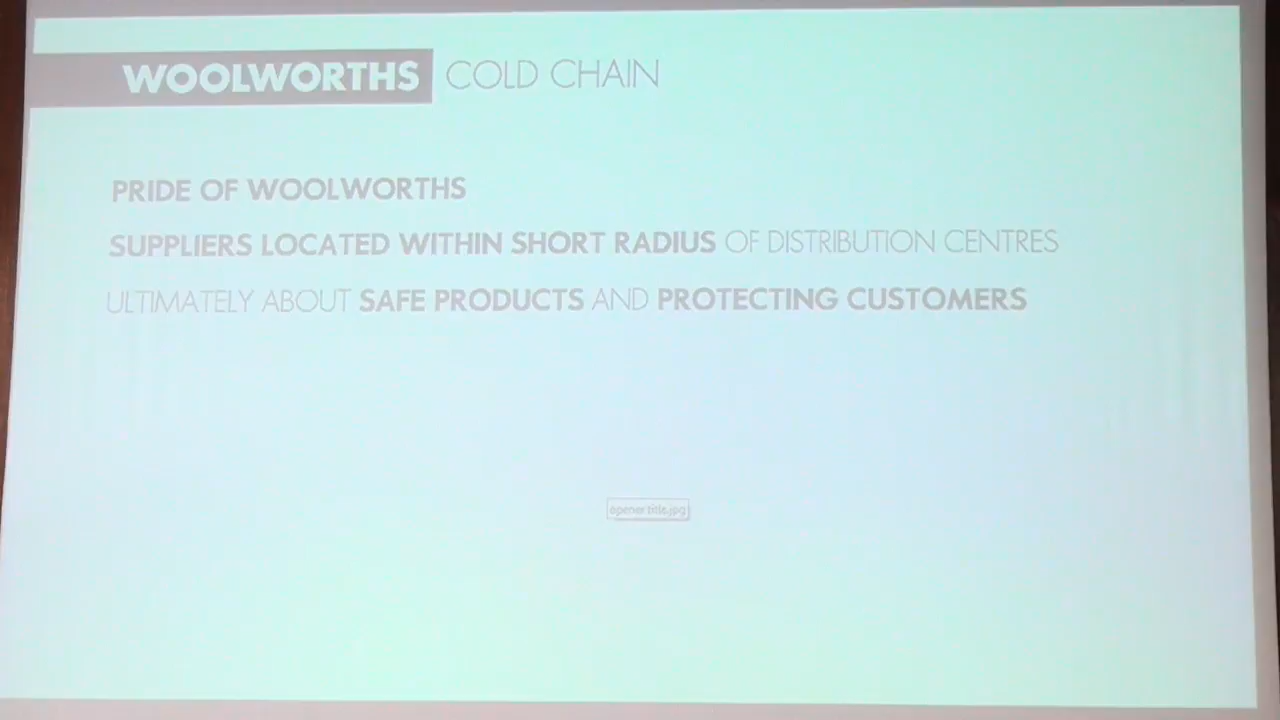 WOOLWORTHS COLD CHAIN
PRIDE OF WOOLWORTHS
SUPPLIERS LOCATED WITHIN SHORT RADIUS OF DISTRIBUTION CENTRES
ULTIMATELY ABOUT SAFE PRODUCTS AND PROTECTING CUSTOMERS
opener title.jpg